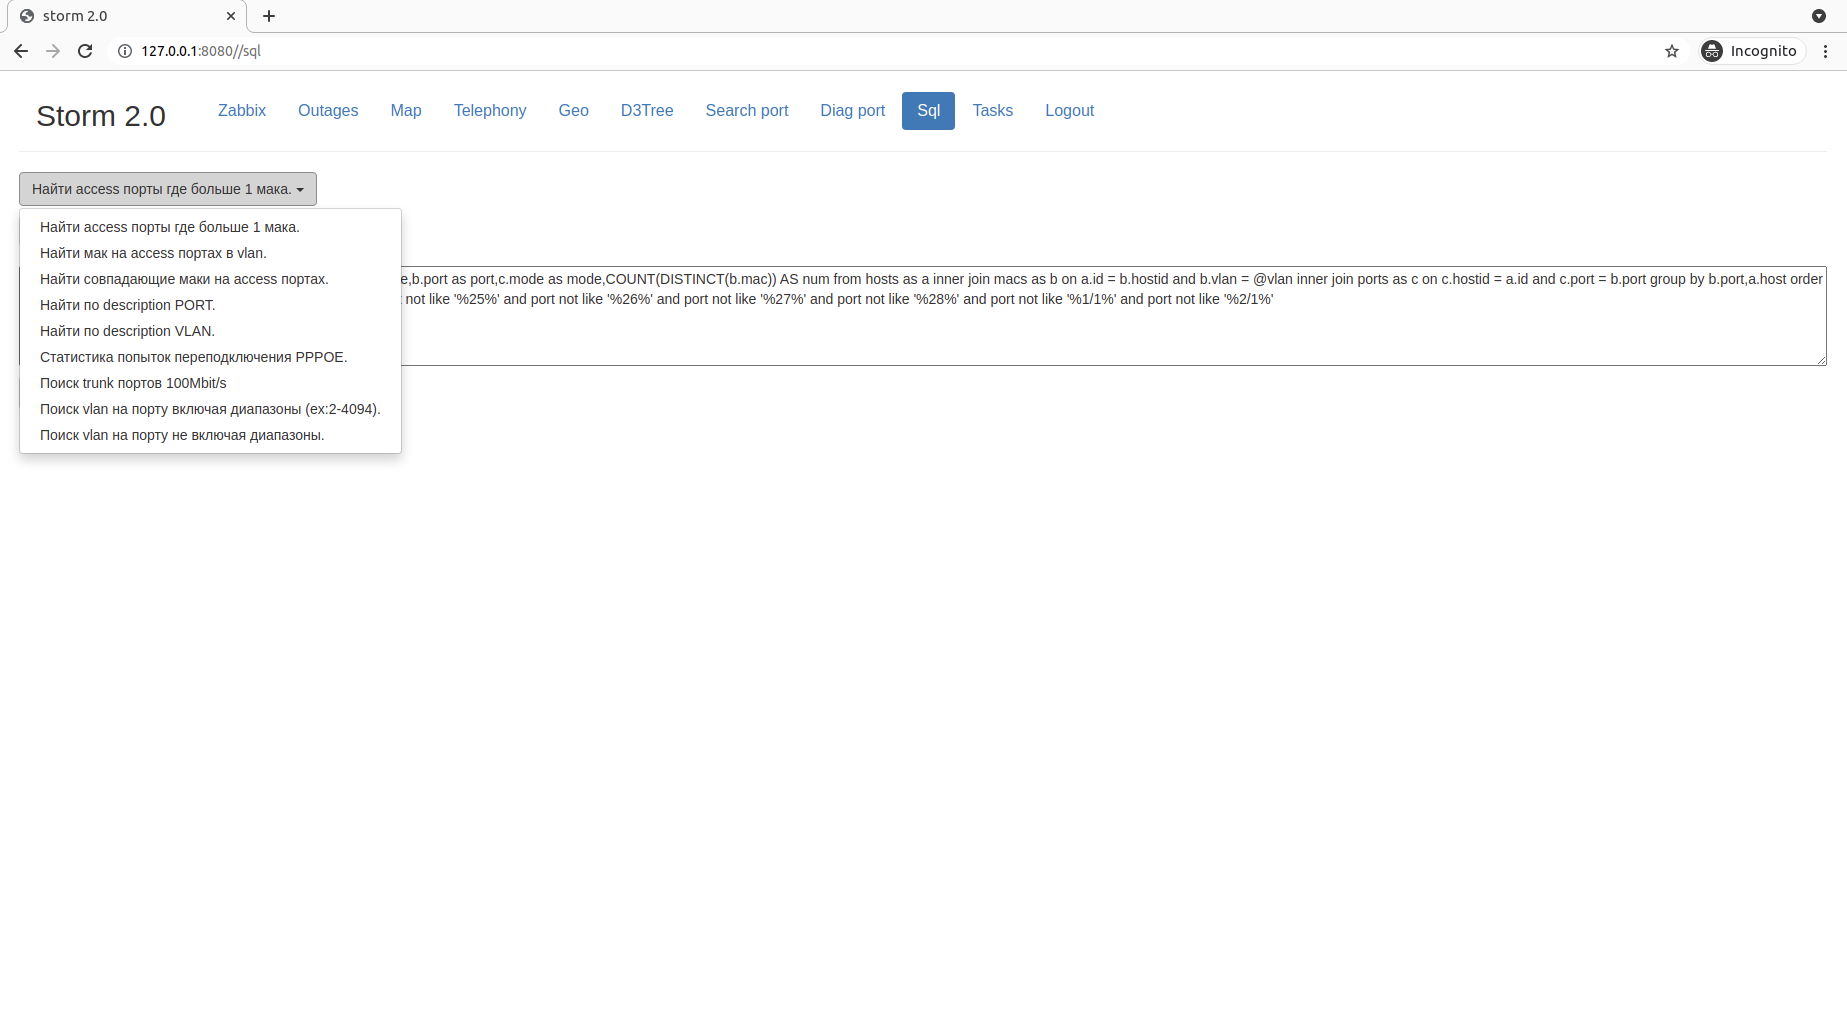 storm 2.0
127.0.0.1:8080//sql
Incognito
Storm 2.0
Zabbix Outages Map Telephony Geo D3Tree Search port Diag port Sql Tasks Logout
Найти access порты где больше 1 мака.
Найти access порты где больше 1 мака.
Найти мак на access портах в vlan.
Найти совпадающие маки на access портах.
Найти по description PORT.
Найти по description VLAN.
Статистика попыток переподключения PPPOE.
Поиск trunk портов 100Mbit/s
Поиск vlan на порту включая диапазоны (ex:2-4094).
Поиск vlan на порту не включая диапазоны.
e,b.port as port,c.mode as mode,COUNT(DISTINCT(b.mac)) AS num from hosts as a inner join macs as b on a.id = b.hostid and b.vlan = @vlan inner join ports as c on c.hostid = a.id and c.port = b.port group by b.port,a.host order
not like '%25%' and port not like '%26%' and port not like '%27%' and port not like '%28%' and port not like '%1/1%' and port not like '%2/1%'